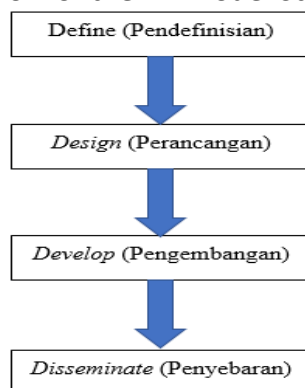 Define (Pendefinisian)
Design (Perancangan)
Develop (Pengembangan)
Disseminate (Penyebaran)